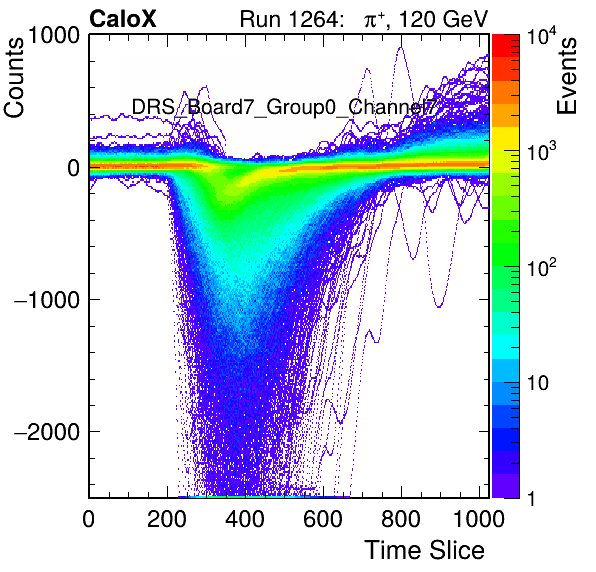 CaloX Run 1264: π⁺, 120 GeV
DRS_Board7_Group0_Channel7
Counts
1000
0
−1000
−2000
0 200 400 600 800 1000
Time Slice
Events
10⁴
10³
10²
10
1